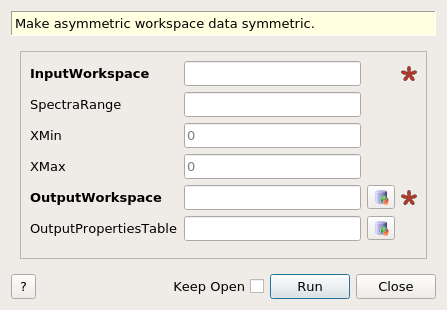 Make asymmetric workspace data symmetric.
InputWorkspace
SpectraRange
XMin 0
XMax 0
OutputWorkspace
OutputPropertiesTable
? Keep Open Run Close